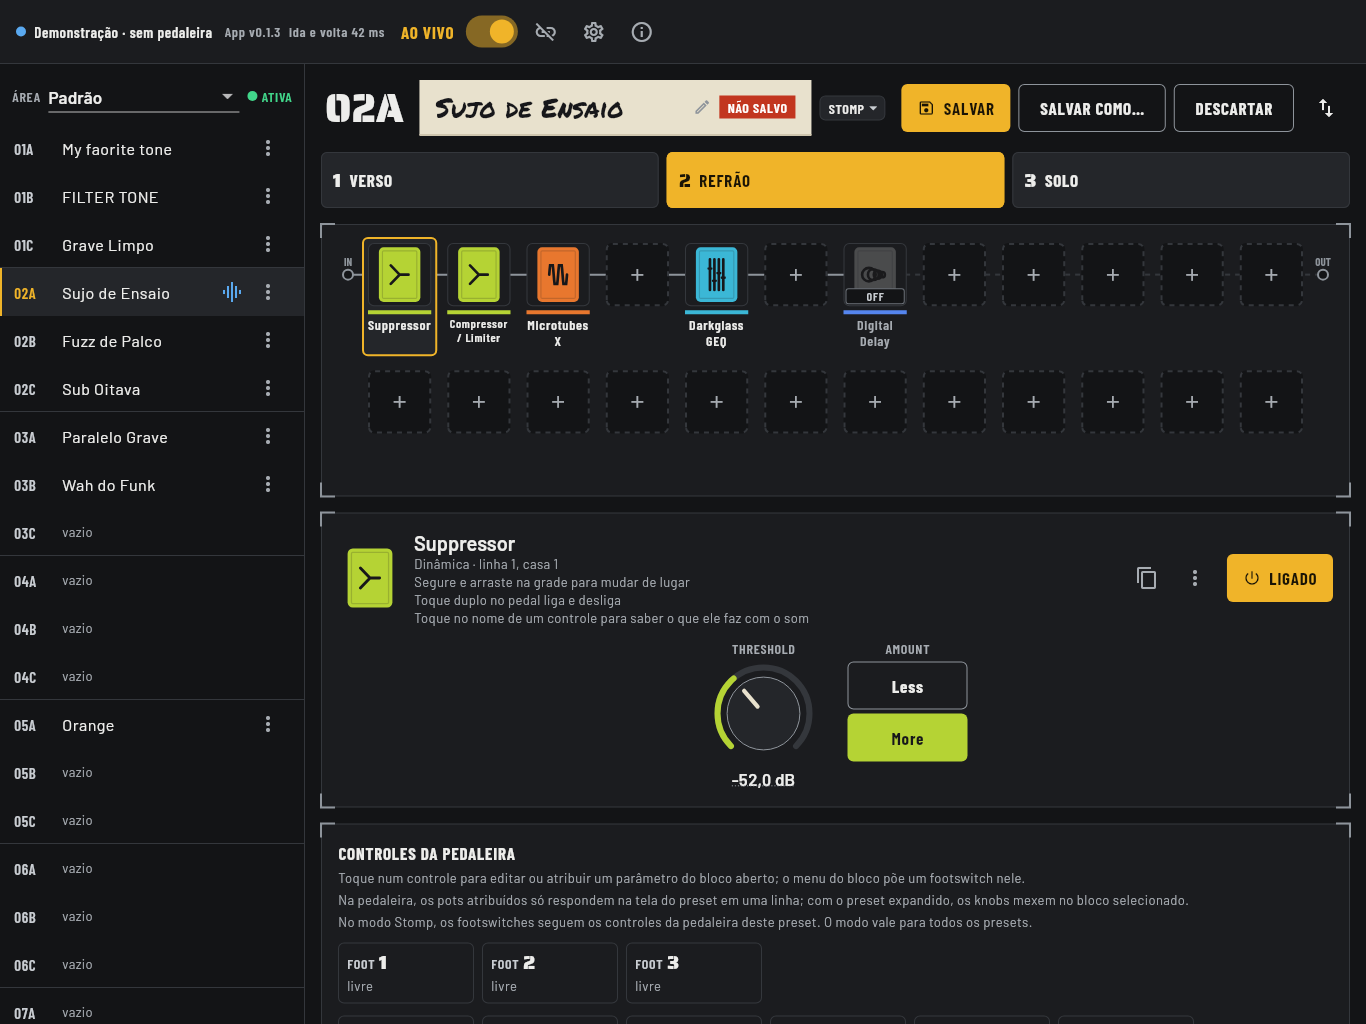 Demonstração · sem pedaleira App v0.1.3 Ida e volta 42 ms AO VIVO
ÁREA Padrão ATIVA
01A My faorite tone
01B FILTER TONE
01C Grave Limpo
02A Sujo de Ensaio
02B Fuzz de Palco
02C Sub Oitava
03A Paralelo Grave
03B Wah do Funk
03C vazio
04A vazio
04B vazio
04C vazio
05A Orange
05B vazio
05C vazio
06A vazio
06B vazio
06C vazio
07A vazio
02A Sujo de Ensaio NÃO SALVO STOMP SALVAR SALVAR COMO... DESCARTAR
1 VERSO 2 REFRÃO 3 SOLO
IN OUT
OFF
Suppressor
Compressor
/ Limiter
Microtubes
X
Darkglass
GEQ
Digital
Delay
Suppressor
Dinâmica · linha 1, casa 1
Segure e arraste na grade para mudar de lugar
Toque duplo no pedal liga e desliga
Toque no nome de um controle para saber o que ele faz com o som
LIGADO
THRESHOLD AMOUNT
Less
More
-52,0 dB
CONTROLES DA PEDALEIRA
Toque num controle para editar ou atribuir um parâmetro do bloco aberto; o menu do bloco põe um footswitch nele.
Na pedaleira, os pots atribuídos só respondem na tela do preset em uma linha; com o preset expandido, os knobs mexem no bloco selecionado.
No modo Stomp, os footswitches seguem os controles da pedaleira deste preset. O modo vale para todos os presets.
FOOT 1 FOOT 2 FOOT 3
livre livre livre